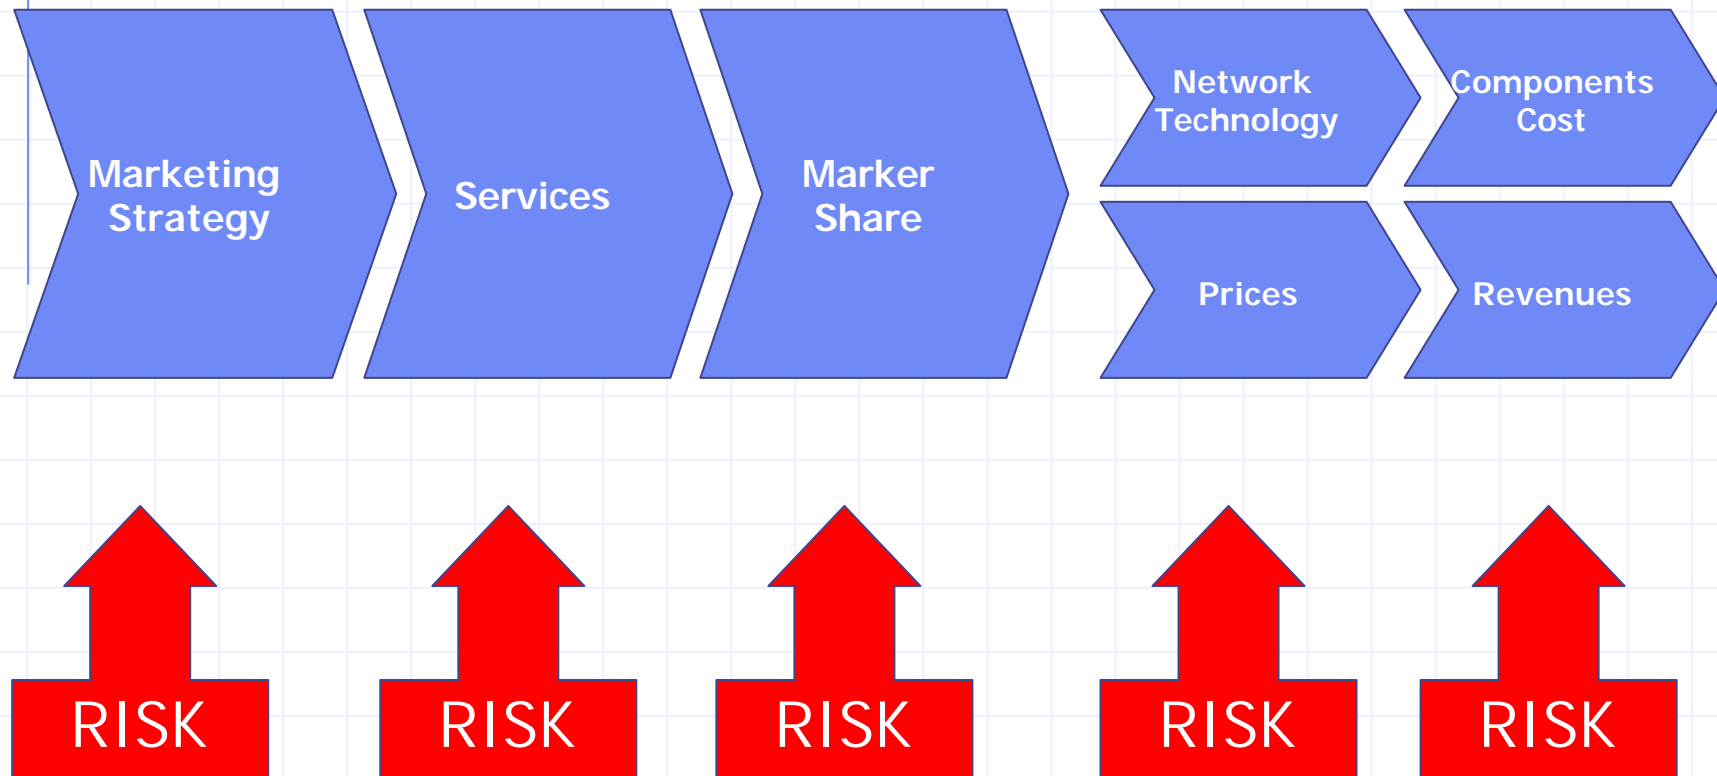 Marketing
Strategy
Services
Marker
Share
Network
Technology
Components
Cost
Prices
Revenues
RISK
RISK
RISK
RISK
RISK